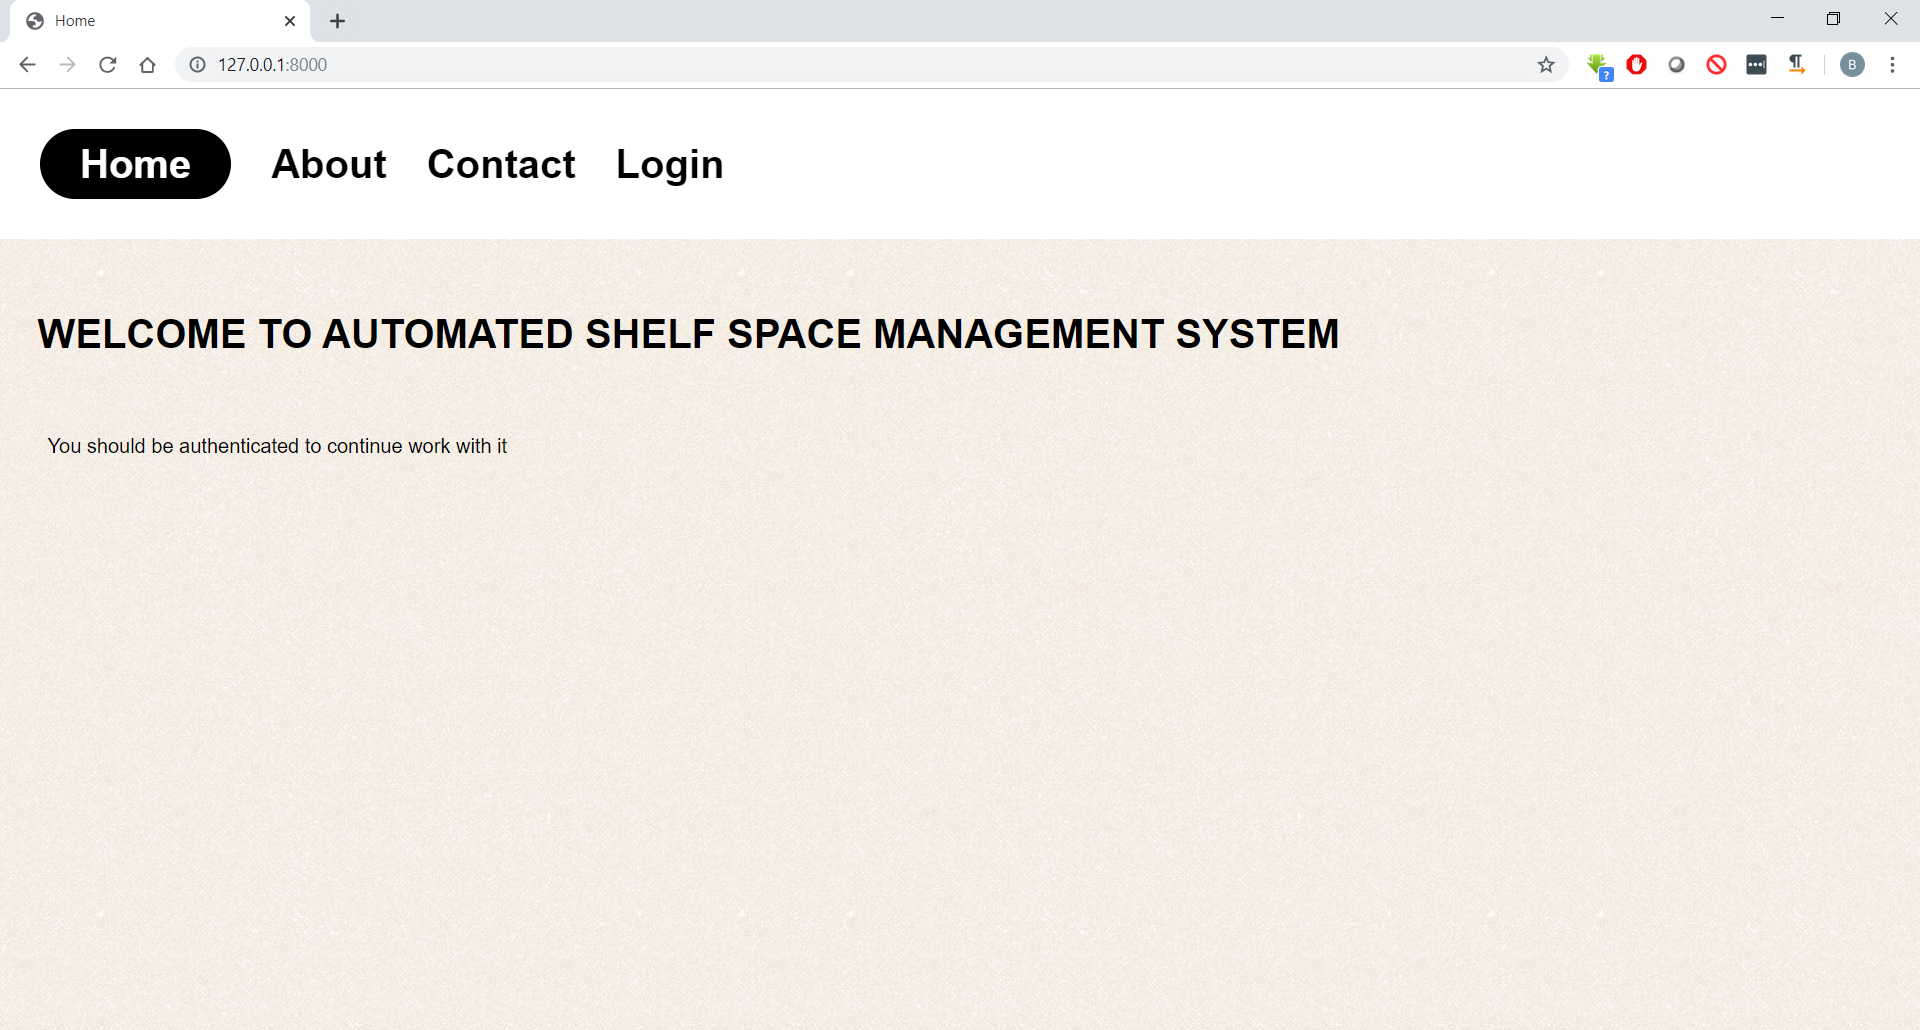 Home
127.0.0.1:8000
?
B
Home About Contact Login
WELCOME TO AUTOMATED SHELF SPACE MANAGEMENT SYSTEM
You should be authenticated to continue work with it